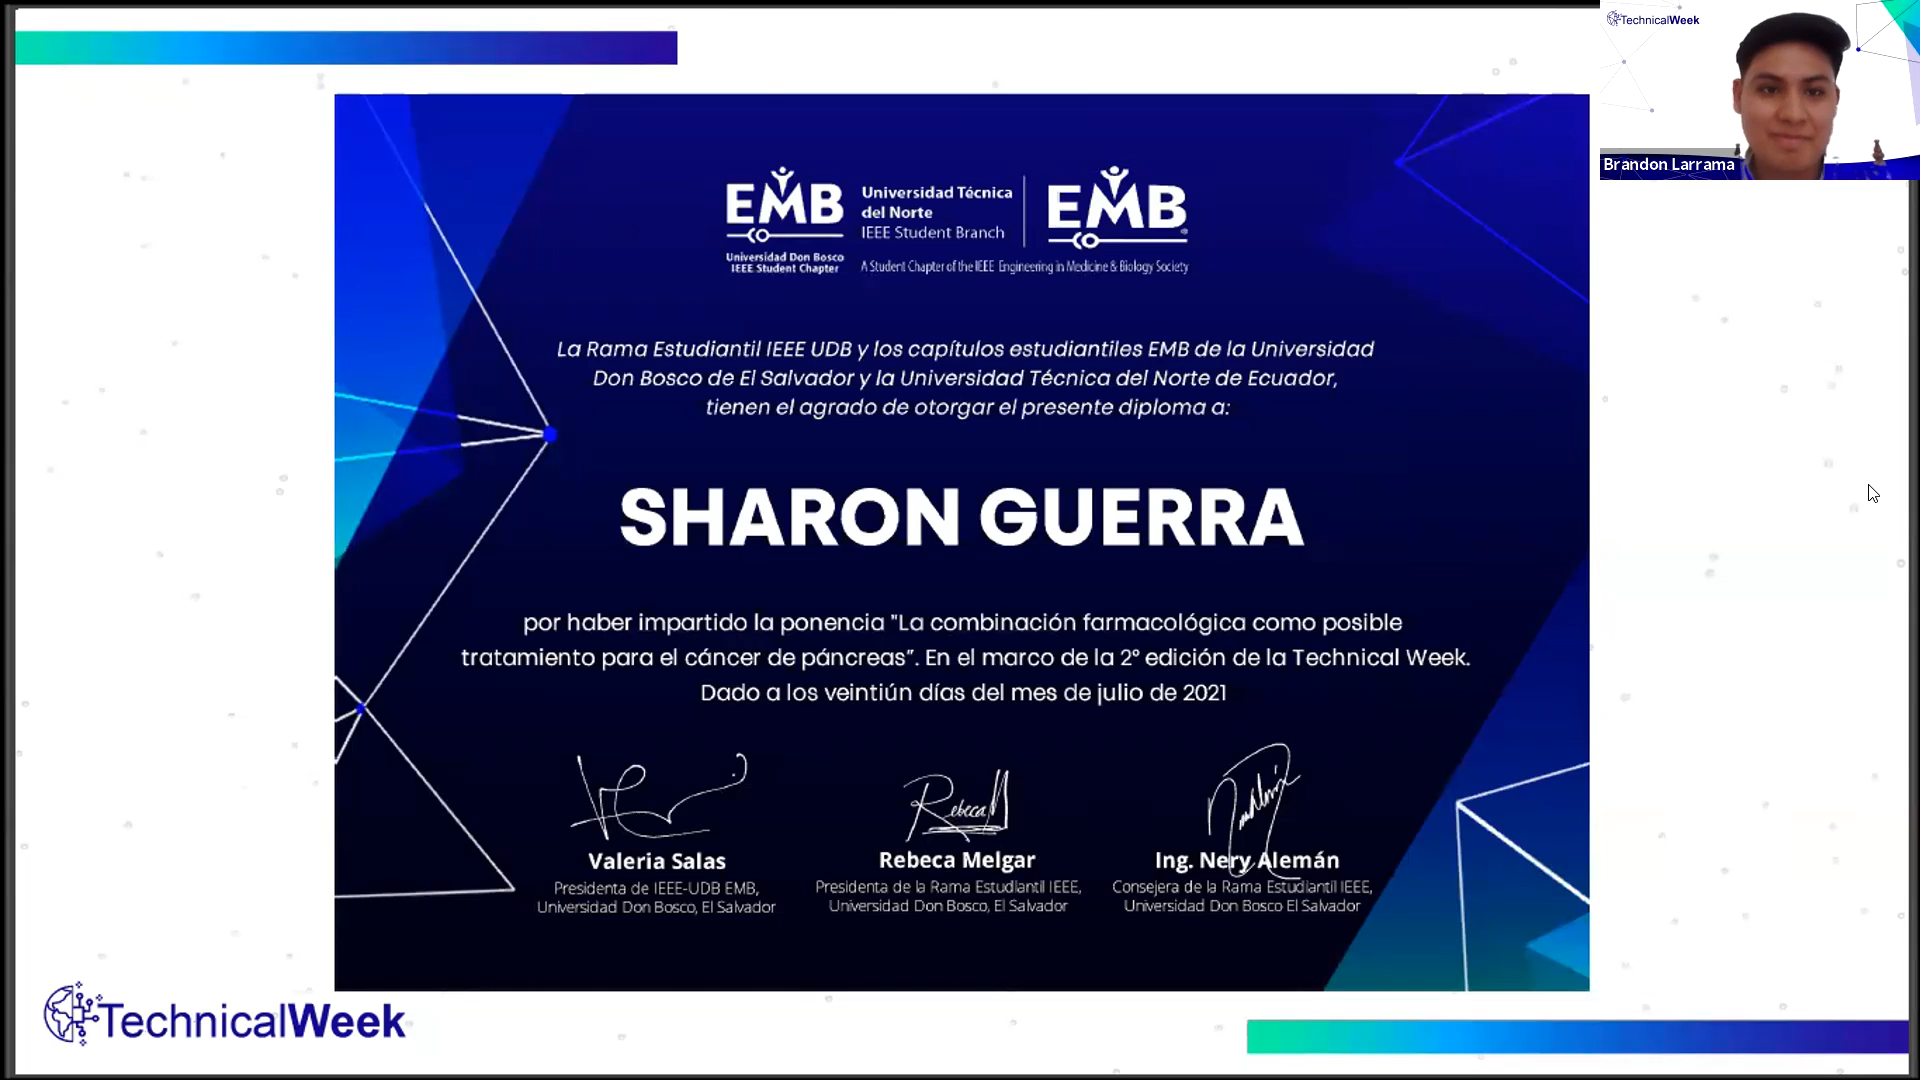 TechnicalWeek
Brandon Larrama
EMB
Universidad Don Bosco
IEEE Student Chapter
Universidad Técnica
del Norte
IEEE Student Branch
EMB
A Student Chapter of the IEEE Engineering in Medicine & Biology Society
La Rama Estudiantil IEEE UDB y los capítulos estudiantiles EMB de la Universidad
Don Bosco de El Salvador y la Universidad Técnica del Norte de Ecuador,
tienen el agrado de otorgar el presente diploma a:
SHARON GUERRA
por haber impartido la ponencia "La combinación farmacológica como posible
tratamiento para el cáncer de páncreas”. En el marco de la 2° edición de la Technical Week.
Dado a los veintiún días del mes de julio de 2021
Rebeca
Valeria Salas
Presidenta de IEEE-UDB EMB,
Universidad Don Bosco, El Salvador
Rebeca Melgar
Presidenta de la Rama Estudiantil IEEE,
Universidad Don Bosco, El Salvador
Ing. Nery Alemán
Consejera de la Rama Estudiantil IEEE,
Universidad Don Bosco El Salvador
TechnicalWeek